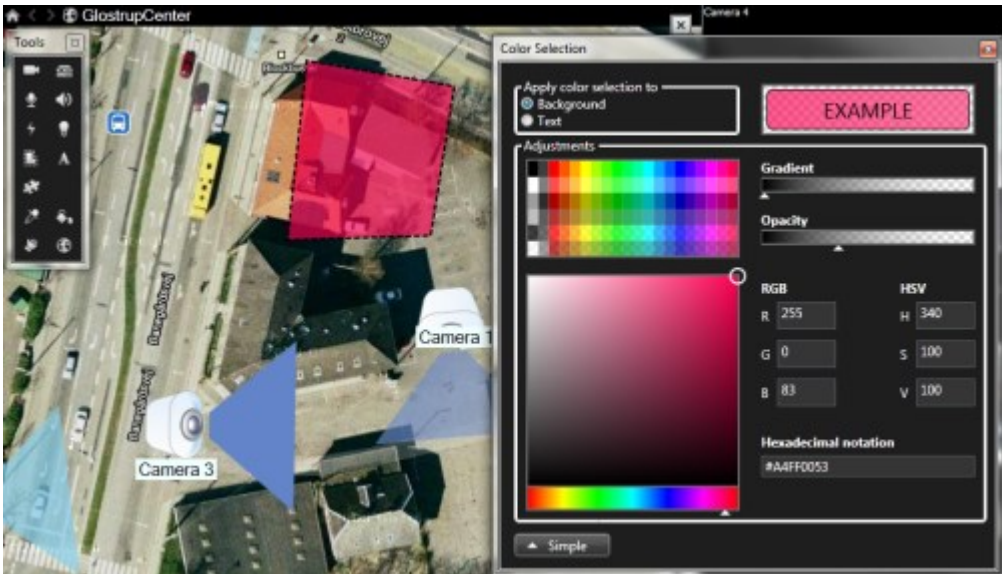 GlostrupCenter
Camera 4
Tools
Color Selection
Apply color selection to
Background
Text
EXAMPLE
Adjustments
Gradient
Opacity
RGB
HSV
R 255
H 340
G 0
S 100
B 83
V 100
Hexadecimal notation
#A4FF0053
Simple
A
Camera 1
Camera 3